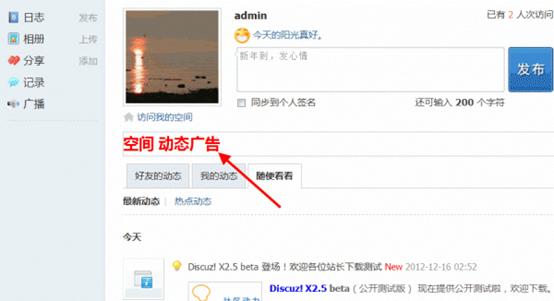 日志 发布
相册 上传
分享 添加
记录
广播
admin
已有 2 人次访问
今天的阳光真好。
新年到，发心情
发布
同步到个人签名
还可输入 200 个字符
访问我的空间
空间 动态广告
好友的动态 我的动态 随便看看
最新动态 | 热点动态
今天
Discuz! X2.5 beta 登场！欢迎各位站长下载测试 New 2012-12-16 02:52
Discuz! X2.5 beta（公开测试版） 现在提供公开测试啦，欢迎下载。